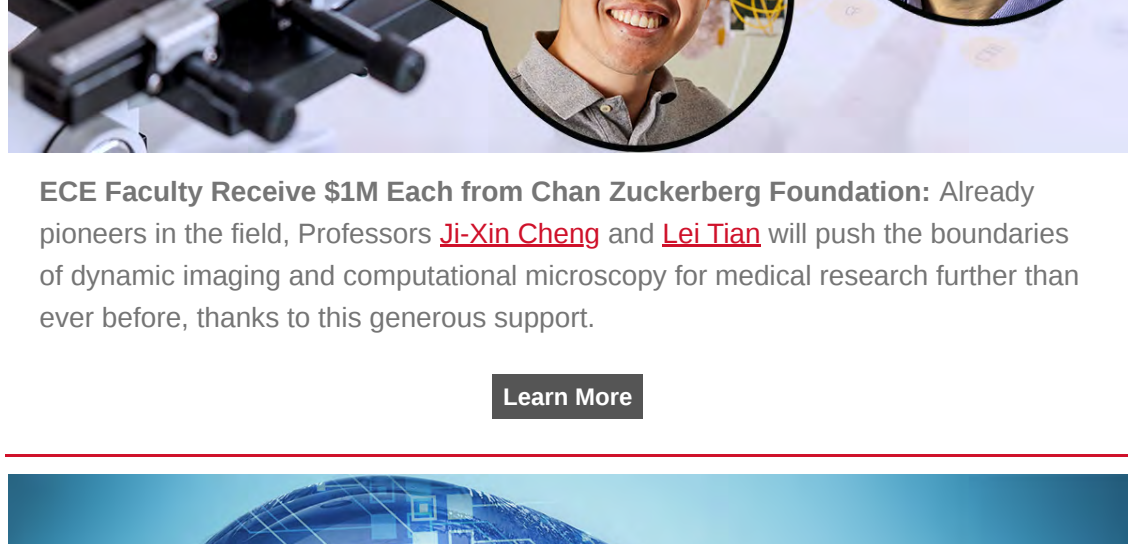 ECE Faculty Receive $1M Each from Chan Zuckerberg Foundation: Already
pioneers in the field, Professors Ji-Xin Cheng and Lei Tian will push the boundaries
of dynamic imaging and computational microscopy for medical research further than
ever before, thanks to this generous support.
Learn More